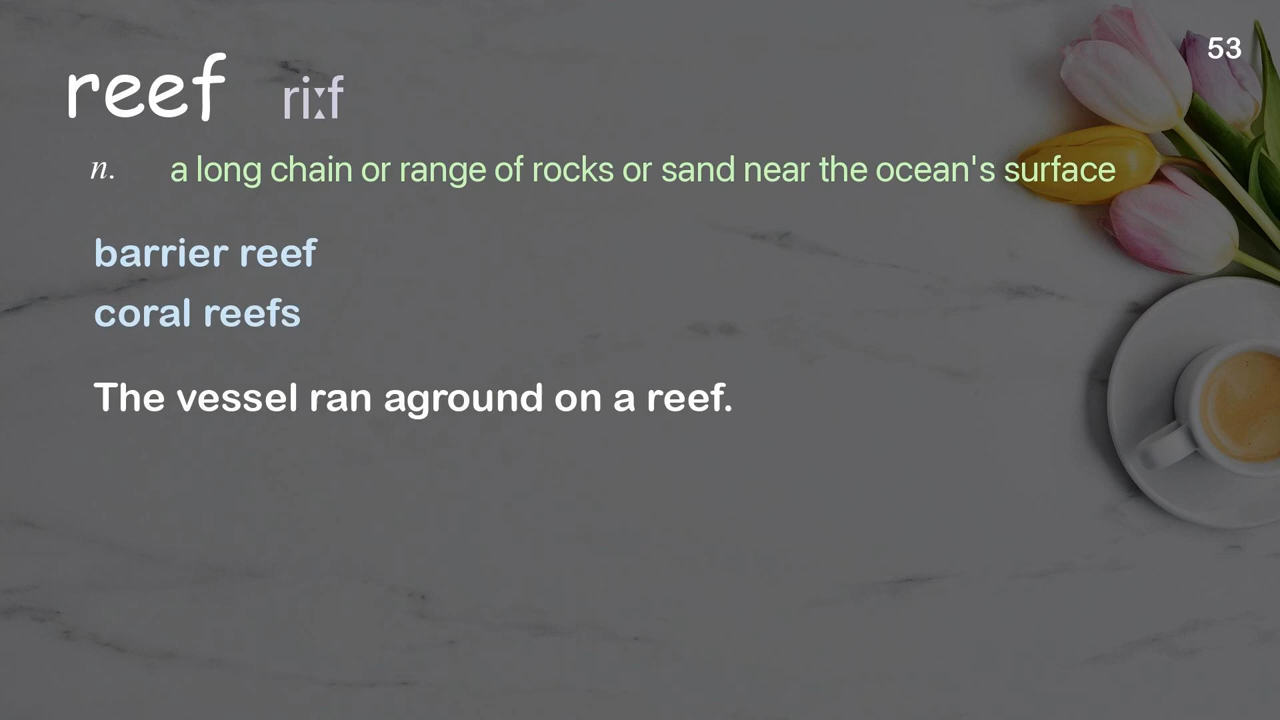 53
reef riːf
n. a long chain or range of rocks or sand near the ocean's surface
barrier reef
coral reefs
The vessel ran aground on a reef.